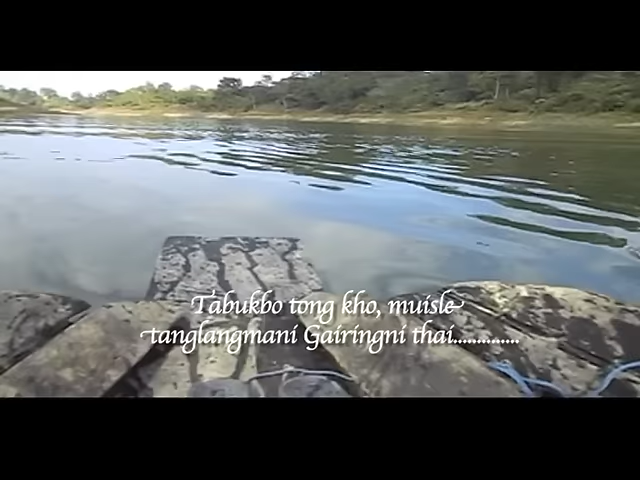 Tabukbo tong kho, muisle
tanglangmani Gairingni thai..............